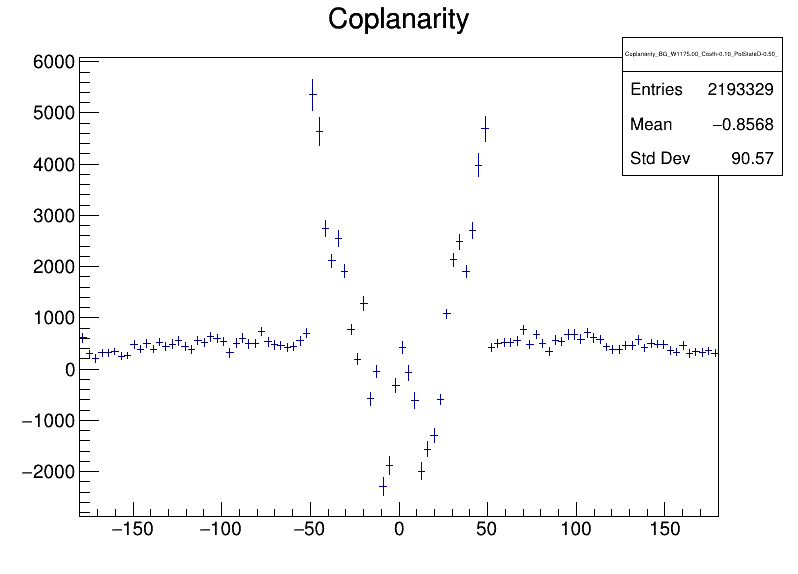 Coplanarity
Coplanarity_BG_W1175.00_Costh-0.10_PolStateD-0.50_
Entries 2193329
Mean −0.8568
Std Dev 90.57
6000
5000
4000
3000
2000
1000
0
−1000
−2000
−150 −100 −50 0 50 100 150